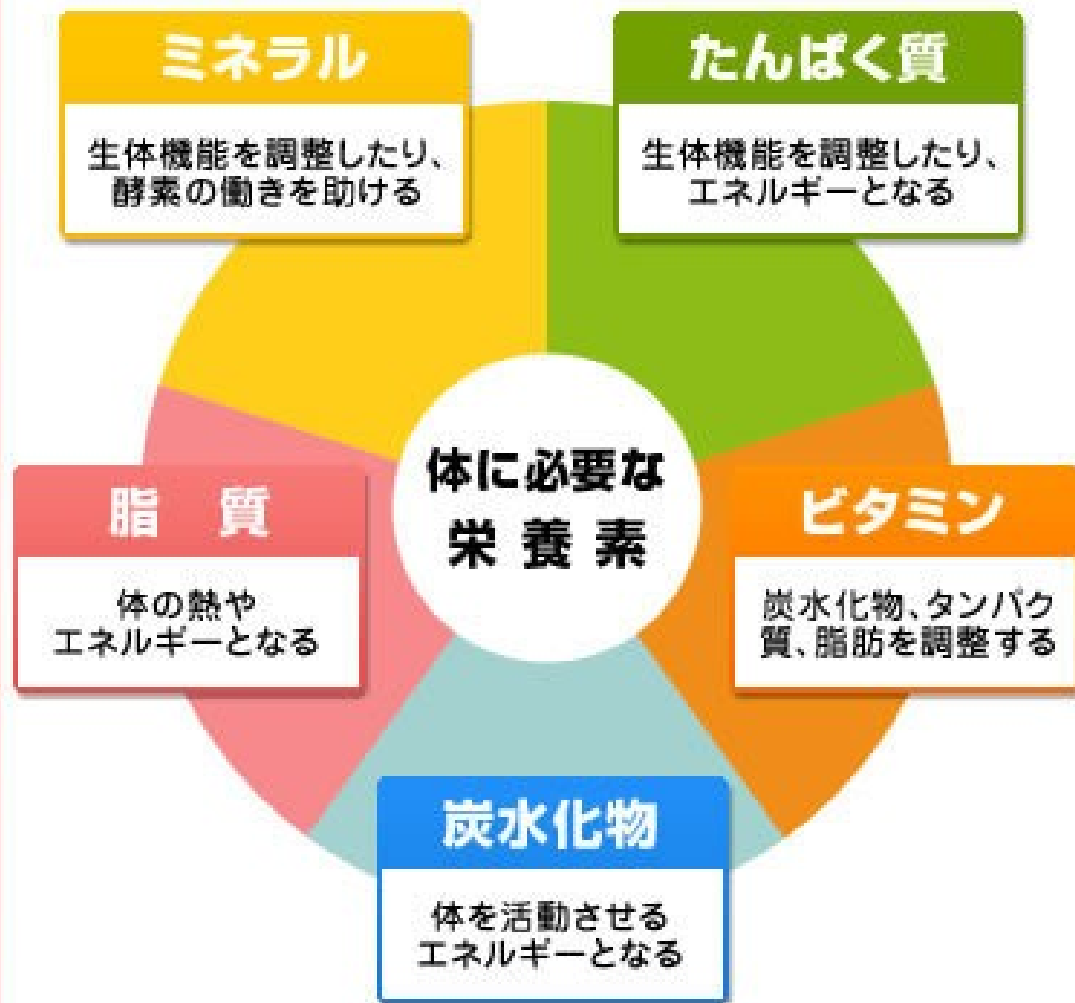 ミネラル
生体機能を調整したり、
酵素の働きを助ける
たんぱく質
生体機能を調整したり、
エネルギーとなる
体に必要な
栄養素
脂　質
体の熱や
エネルギーとなる
ビタミン
炭水化物、タンパク
質、脂肪を調整する
炭水化物
体を活動させる
エネルギーとなる